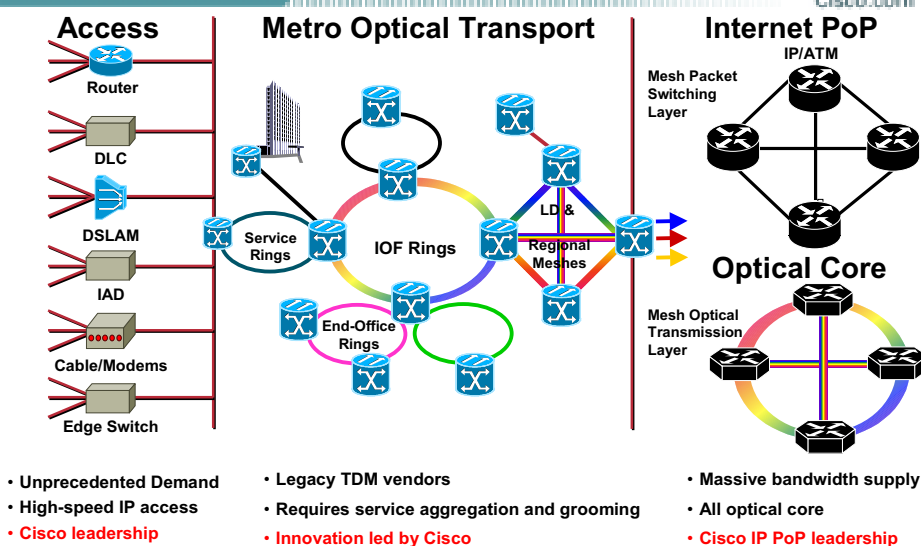 Cisco.com
Access
Router
DLC
DSLAM
IAD
Cable/Modems
Edge Switch
• Unprecedented Demand
• High-speed IP access
• Cisco leadership
Metro Optical Transport
Service
Rings
IOF Rings
LD &
Regional
Meshes
End-Office
Rings
• Legacy TDM vendors
• Requires service aggregation and grooming
• Innovation led by Cisco
Internet PoP
IP/ATM
Mesh Packet
Switching
Layer
Optical Core
Mesh Optical
Transmission
Layer
• Massive bandwidth supply
• All optical core
• Cisco IP PoP leadership